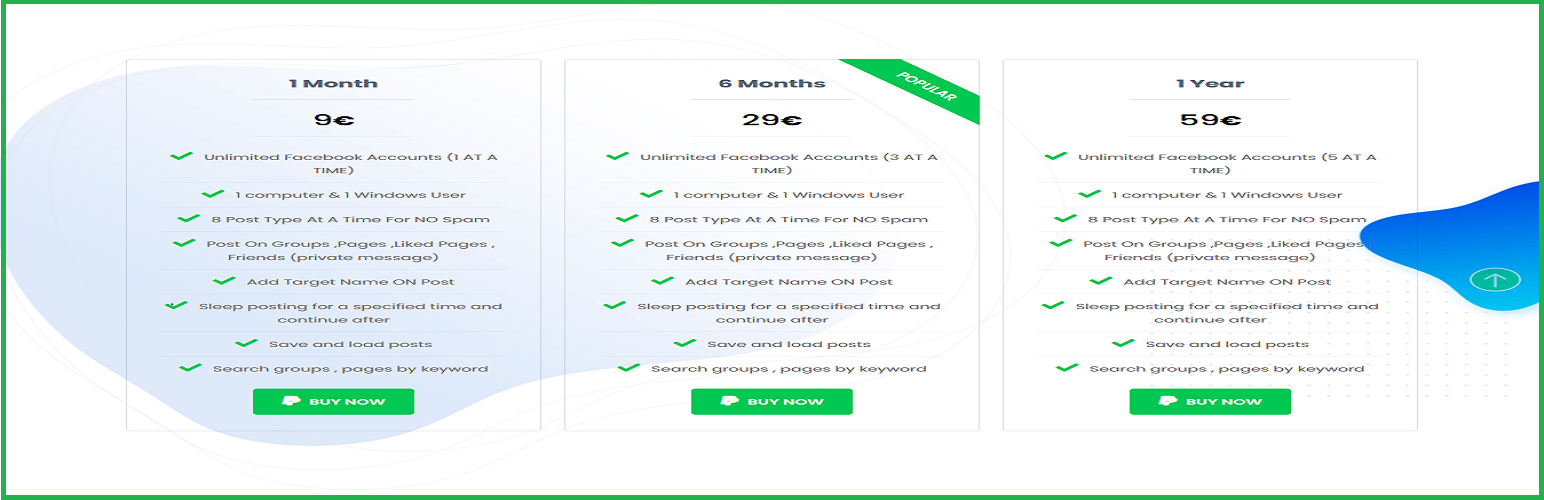 1 Month
9€
Unlimited Facebook Accounts (1 AT A
TIME)
1 computer & 1 Windows User
8 Post Type At A Time For NO Spam
Post On Groups ,Pages ,Liked Pages ,
Friends (private message)
Add Target Name ON Post
Sleep posting for a specified time and
continue after
Save and load posts
Search groups , pages by keyword
BUY NOW
6 Months
POPULAR
29€
Unlimited Facebook Accounts (3 AT A
TIME)
1 computer & 1 Windows User
8 Post Type At A Time For NO Spam
Post On Groups ,Pages ,Liked Pages ,
Friends (private message)
Add Target Name ON Post
Sleep posting for a specified time and
continue after
Save and load posts
Search groups , pages by keyword
BUY NOW
1 Year
59€
Unlimited Facebook Accounts (5 AT A
TIME)
1 computer & 1 Windows User
8 Post Type At A Time For NO Spam
Post On Groups ,Pages ,Liked Pages
Friends (private message)
Add Target Name ON Post
Sleep posting for a specified time and
continue after
Save and load posts
Search groups , pages by keyword
BUY NOW